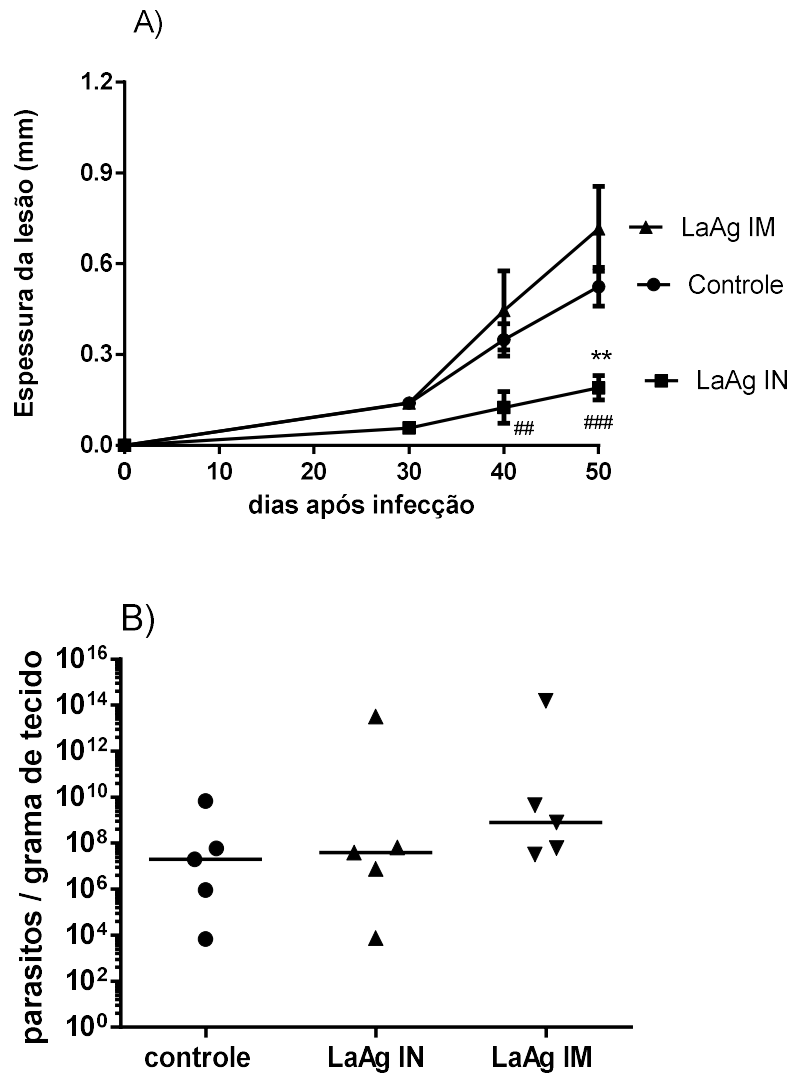 A)
Espessura da lesão (mm)
1.2
0.9
0.6
0.3
0.0
0 10 20 30 40 50
dias após infecção
LaAg IM
Controle
LaAg IN
**
##
###
B)
parasitos / grama de tecido
10^16
10^14
10^12
10^10
10^8
10^6
10^4
10^2
10^0
controle LaAg IN LaAg IM